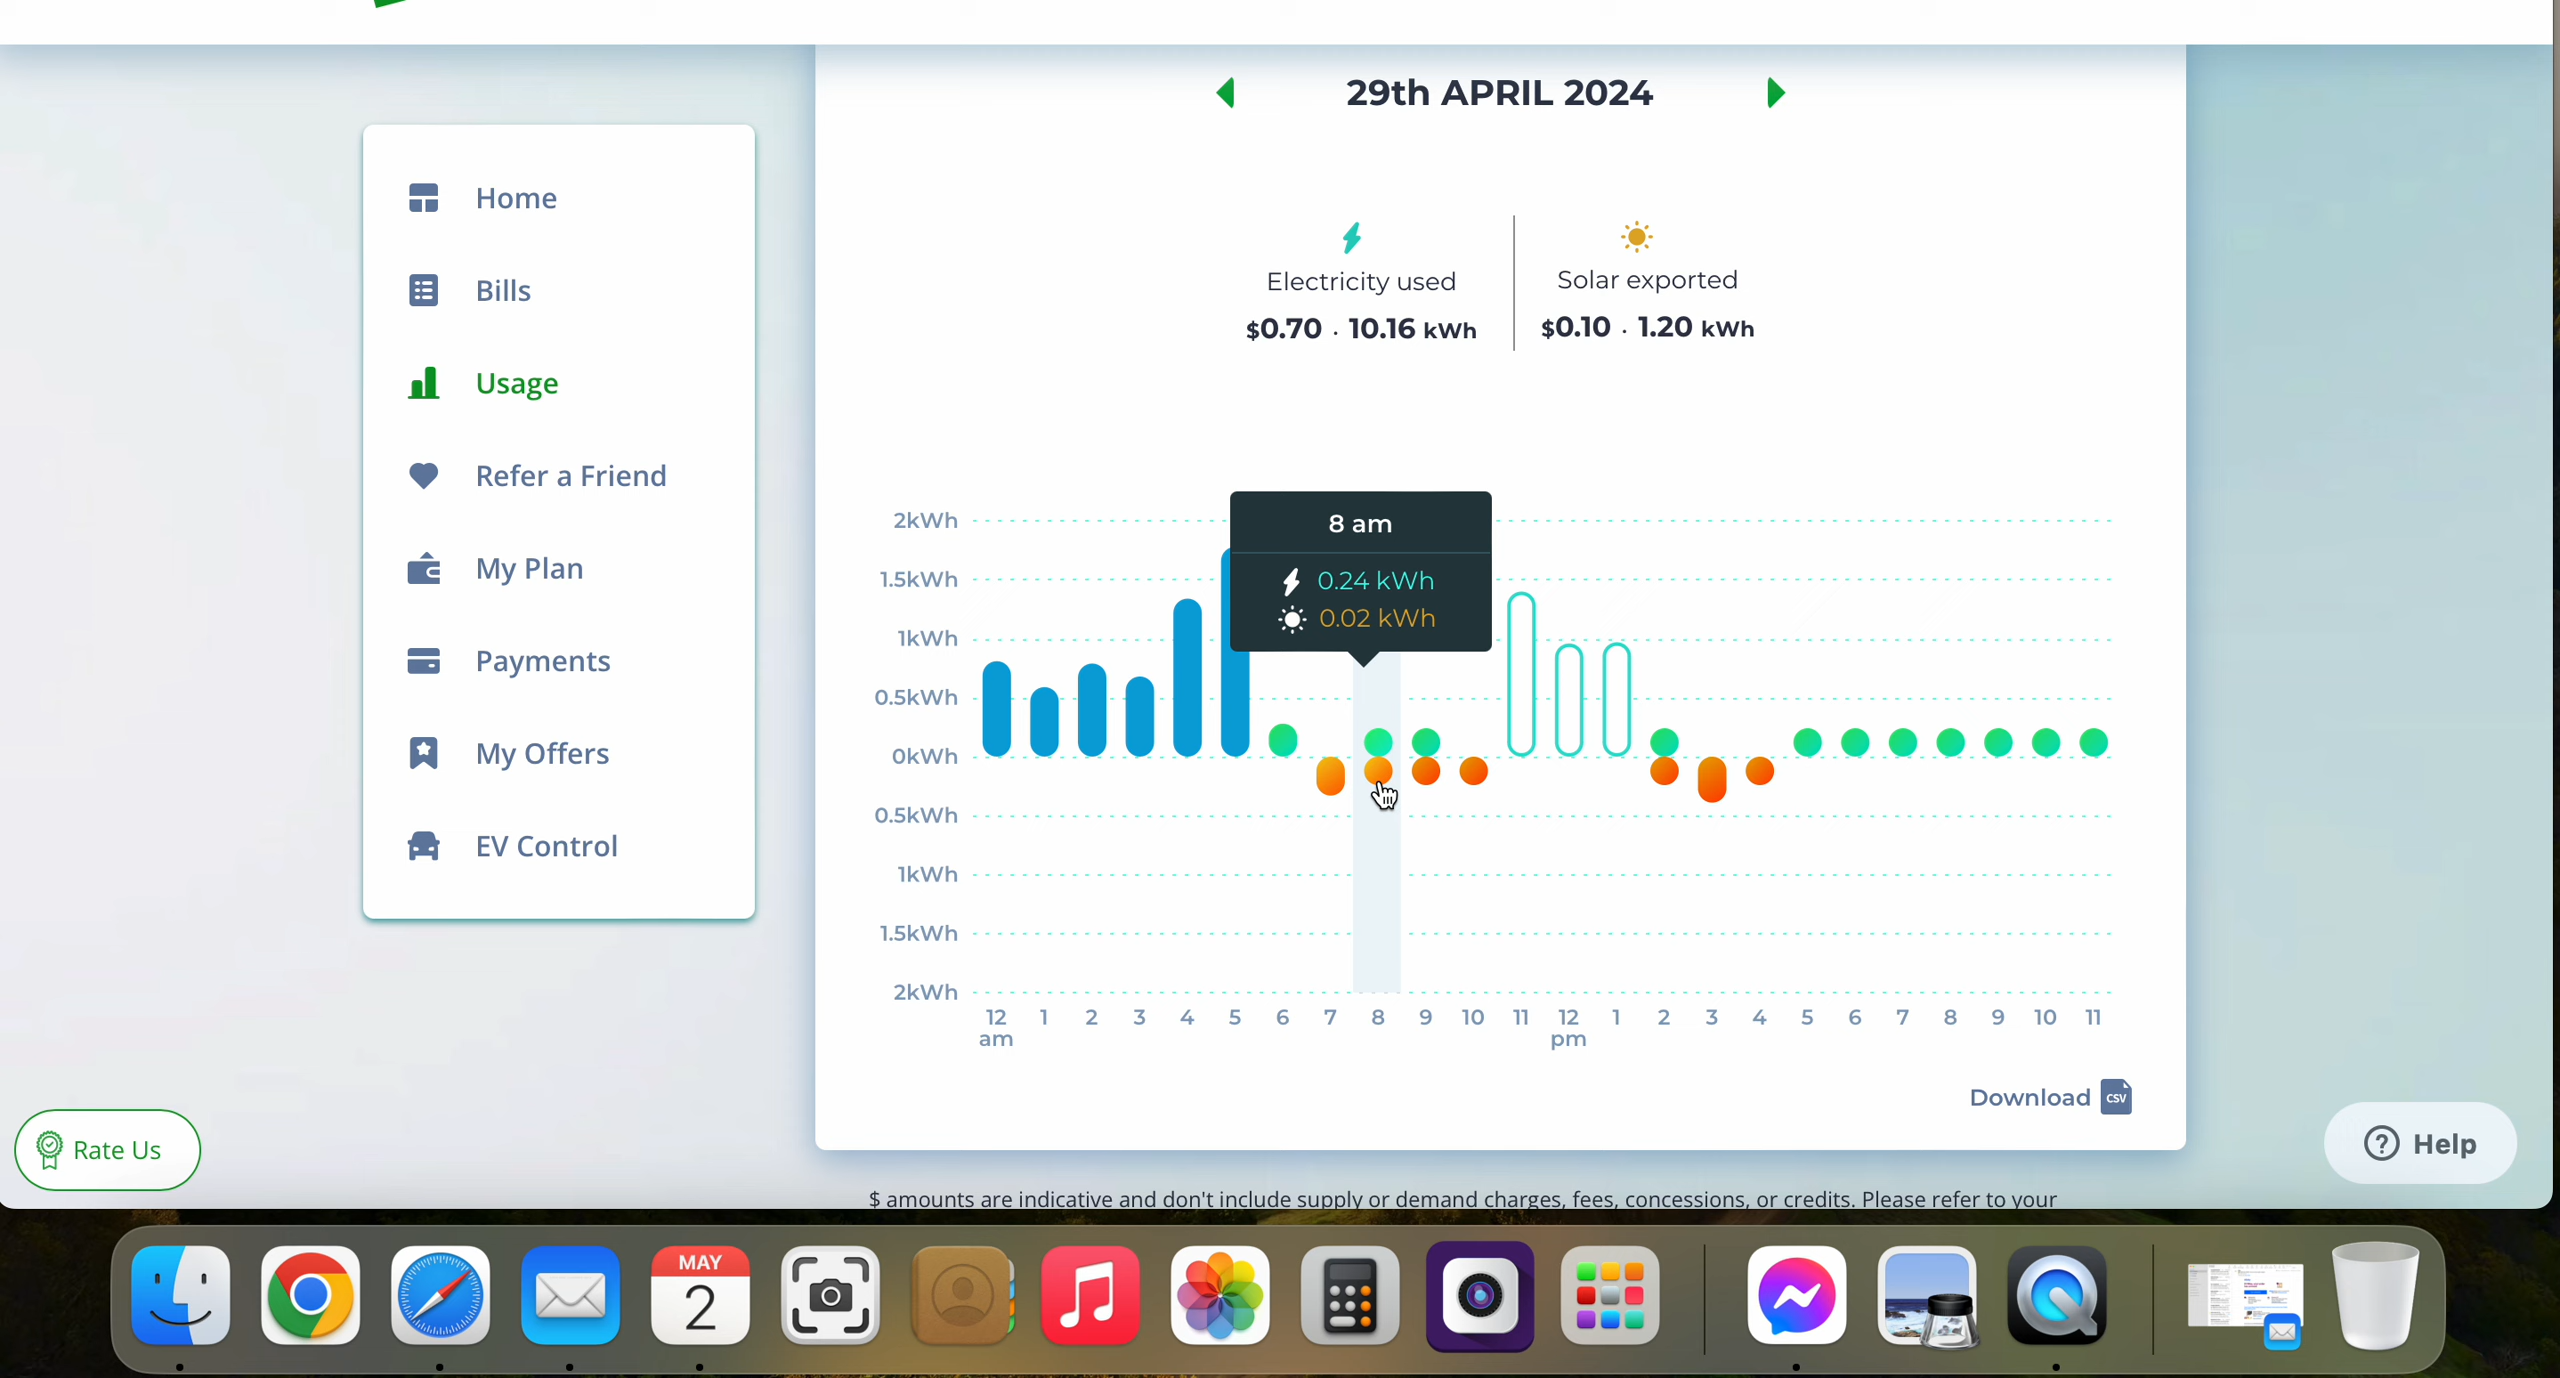 29th APRIL 2024
Home
Bills
Usage
Refer a Friend
My Plan
Payments
My Offers
EV Control
Electricity used
$0.70 · 10.16 kWh
Solar exported
$0.10 · 1.20 kWh
8 am
0.24 kWh
0.02 kWh
2kWh
1.5kWh
1kWh
0.5kWh
0kWh
0.5kWh
1kWh
1.5kWh
2kWh
12 1 2 3 4 5 6 7 8 9 10 11 12 1 2 3 4 5 6 7 8 9 10 11
am pm
Download CSV
Rate Us
? Help
$ amounts are indicative and don't include supply or demand charges, fees, concessions, or credits. Please refer to your
MAY
2